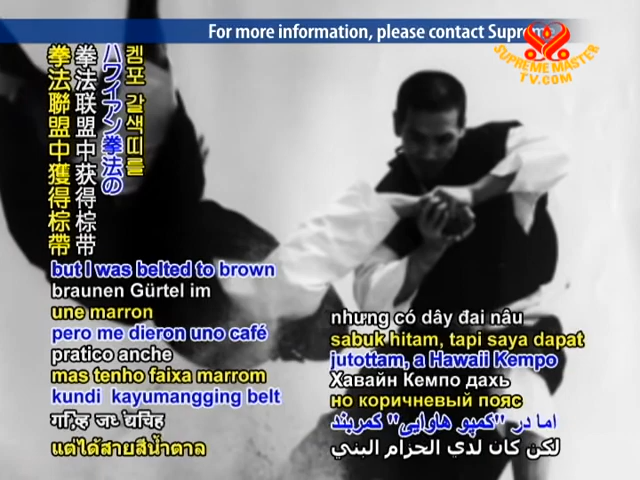 For more information, please contact Suprem
SUPREME MASTER
TV.COM
켐포 갈색띠를
ハワイアン拳法の
拳法联盟中获得棕带
拳法聯盟中獲得棕帶
but I was belted to brown
braunen Gürtel im
une marron
pero me dieron uno café
pratico anche
mas tenho faixa marrom
kundi kayumangging belt
แต่ได้สายสีน้ำตาล
nhưng có dây đai nâu
sabuk hitam, tapi saya dapat
jutottam, a Hawaii Kempo
Хавайн Кемпо дахь
но коричневый пояс
اما در "کمپو هاوایی" کمربند
لكن كان لدي الحزام البني